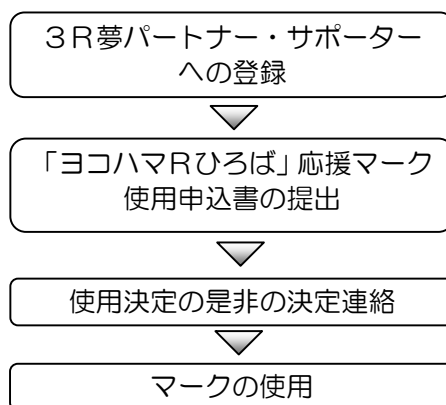 ３Ｒ夢パートナー・サポーター
への登録
「ヨコハマＲひろば」応援マーク
使用申込書の提出
使用決定の是非の決定連絡
マークの使用